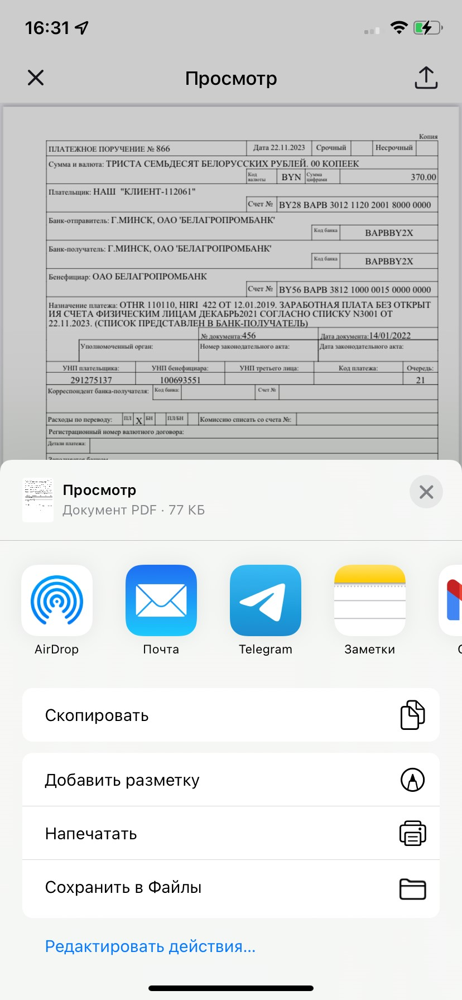 16:31
Просмотр
Копия
ПЛАТЕЖНОЕ ПОРУЧЕНИЕ № 866 Дата 22.11.2023 Срочный Несрочный
Сумма и валюта: ТРИСТА СЕМЬДЕСЯТ БЕЛОРУССКИХ РУБЛЕЙ. 00 КОПЕЕК
Код валюты BYN Сумма цифрами 370.00
Плательщик: НАШ "КЛИЕНТ-112061"
Счет № BY28 BAPB 3012 1120 2001 8000 0000
Банк-отправитель: Г.МИНСК, ОАО 'БЕЛАГРОПРОМБАНК'
Код банка BAPBBY2X
Банк-получатель: Г.МИНСК, ОАО 'БЕЛАГРОПРОМБАНК'
Код банка BAPBBY2X
Бенефициар: ОАО БЕЛАГРОПРОМБАНК
Счет № BY56 BAPB 3812 1000 0015 0000 0000
Назначение платежа: OTHR 110110, HIRI 422 ОТ 12.01.2019. ЗАРАБОТНАЯ ПЛАТА БЕЗ ОТКРЫТ
ИЯ СЧЕТА ФИЗИЧЕСКИМ ЛИЦАМ ДЕКАБРЬ2021 СОГЛАСНО СПИСКУ N3001 ОТ
22.11.2023. (СПИСОК ПРЕДСТАВЛЕН В БАНК-ПОЛУЧАТЕЛЬ)
№ документа:456 Дата документа:14/01/2022
Уполномоченный орган: Номер законодательного акта: Дата законодательного акта:
УНП плательщика: УНП бенефициара: УНП третьего лица: Код платежа: Очередь:
291275137 100693551 21
Корреспондент банка-получателя: Код банка: Счет №
Расходы по переводу: ПЛ X БН ПЛ/БН Комиссию списать со счета №:
Регистрационный номер валютного договора:
Детали платежа:
Заполняется банком
Просмотр
Документ PDF · 77 КБ
AirDrop Почта Telegram Заметки
Скопировать
Добавить разметку
Напечатать
Сохранить в Файлы
Редактировать действия...